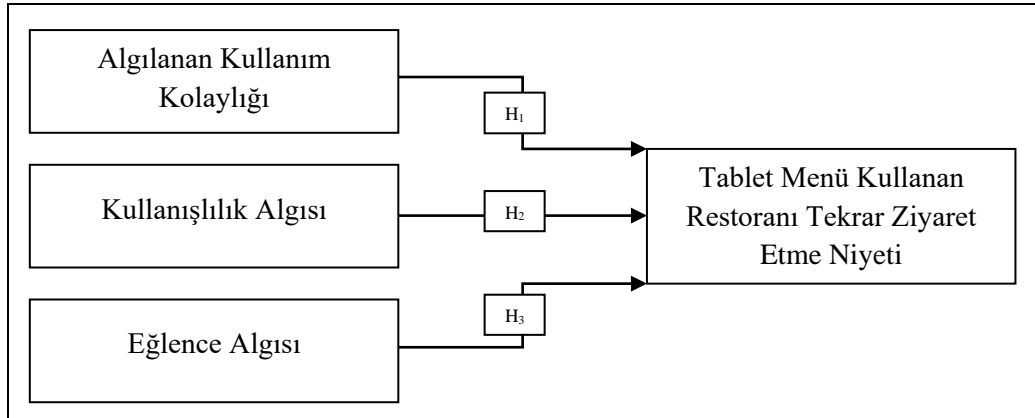 Algılanan Kullanım
Kolaylığı
H₁
Kullanışlılık Algısı
H₂
Tablet Menü Kullanan
Restoranı Tekrar Ziyaret
Etme Niyeti
Eğlence Algısı
H₃